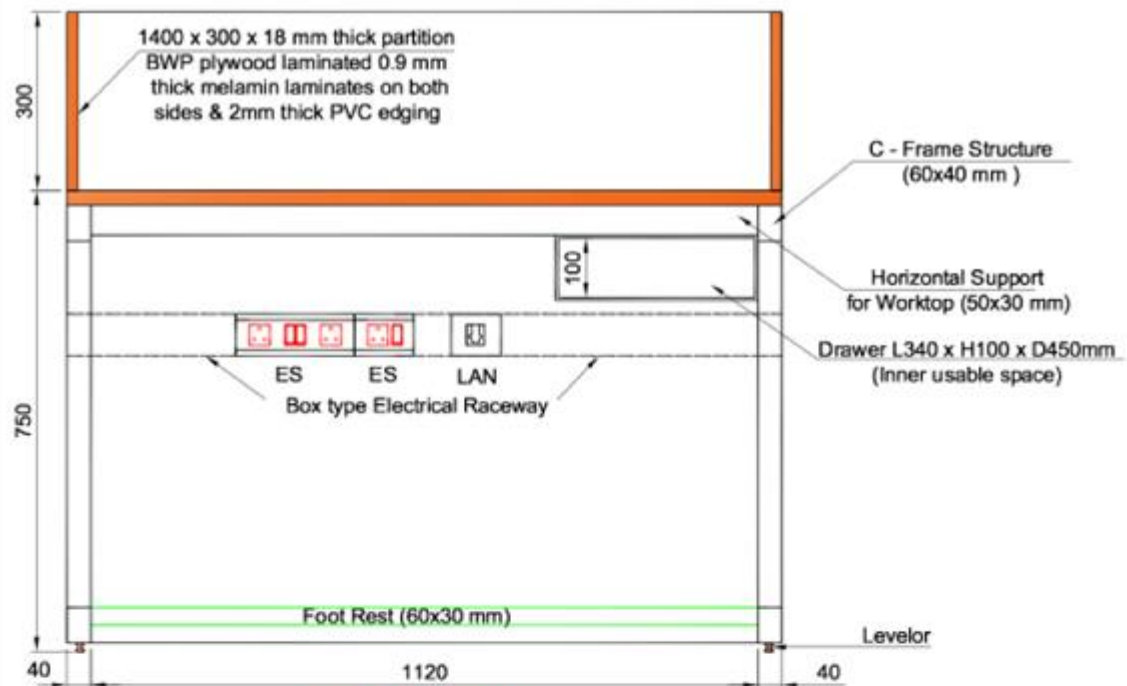 1400 x 300 x 18 mm thick partition
BWP plywood laminated 0.9 mm
thick melamin laminates on both
sides & 2mm thick PVC edging
300
C - Frame Structure
(60x40 mm )
100
Horizontal Support
for Worktop (50x30 mm)
Drawer L340 x H100 x D450mm
(Inner usable space)
ES
ES
LAN
Box type Electrical Raceway
750
Foot Rest (60x30 mm)
Levelor
40
1120
40